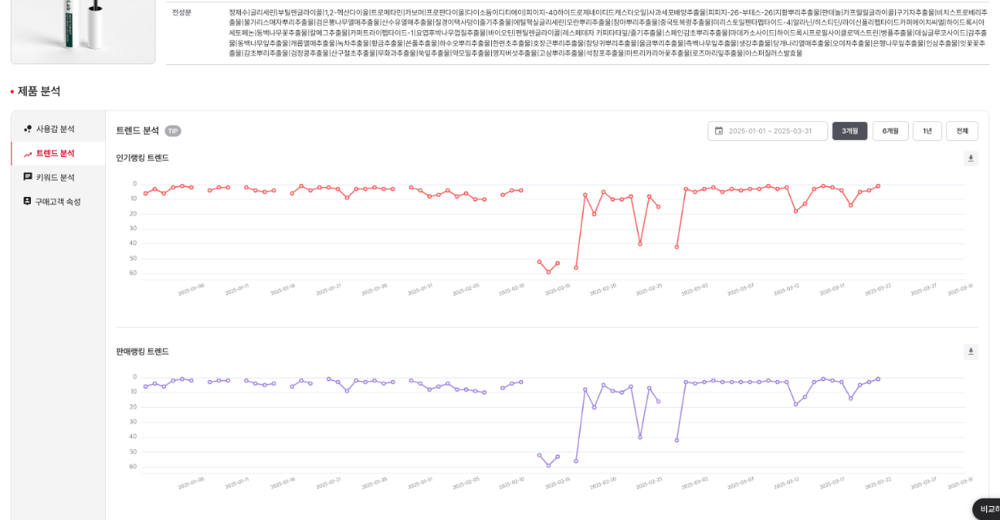 전성분
정제수|글리세린|부틸렌글라이콜|1,2-헥산다이올|트로메타민|카보머|프로판다이올|다이소듐이디티에이|피이지-40하이드로제네이티드캐스터오일|사과세포배양추출물|피피지-26-부테스-26|지황뿌리추출물|판테놀|카프릴릴글라이콜|구기자추출물|비치스트로베리추
출물|불가리스매자뿌리추출물|검은뽕나무열매추출물|산수유열매추출물|질경이택사덩이줄기추출물|에틸헥실글리세린|모란뿌리추출물|참마뿌리추출물|중국토복령추출물|미리스토일펜타펩타이드-4|알라닌/히스티딘/라이신폴리펩타이드카퍼에이치씨엘|하이드록시아
세토페논|동백나무꽃추출물|칼메그추출물|카퍼트라이펩타이드-1|요엽후박나무껍질추출물|바이오틴|펜틸렌글라이콜|레스페데자 카피타타잎/줄기추출물|스페인감초뿌리추출물|마데카소사이드|하이드록시프로필사이클로덱스트린|병풀추출물|데실글루코사이드|감추출
물|동백나무잎추출물|캐롭열매추출물|녹차추출물|황금추출물|쓴풀추출물|하수오뿌리추출물|한련초추출물|호장근뿌리추출물|참당귀뿌리추출물|울금뿌리추출물|측백나무잎추출물|생강추출물|당개나리열매추출물|오미자추출물|은행나무잎추출물|인삼추출물|잇꽃꽃추
출물|감초뿌리추출물|검정콩추출물|산구절초추출물|무화과추출물|쑥잎추출물|약모밀추출물|영지버섯추출물|고삼뿌리추출물|석창포추출물|마트리카리아꽃추출물|로즈마리잎추출물|아스퍼질러스발효물
제품 분석
사용감 분석
트렌드 분석
키워드 분석
구매고객 속성
트렌드 분석 TIP
2025-01-01 ~ 2025-03-31
3개월 6개월 1년 전체
인기랭킹 트렌드
0
10
20
30
40
50
60
2025-01-06 2025-01-11 2025-01-16 2025-01-21 2025-01-26 2025-01-31 2025-02-05 2025-02-10 2025-02-15 2025-02-20 2025-02-25 2025-03-02 2025-03-07 2025-03-12 2025-03-17 2025-03-22 2025-03-27 2025-03-31
판매랭킹 트렌드
0
10
20
30
40
50
60
2025-01-06 2025-01-11 2025-01-16 2025-01-21 2025-01-26 2025-01-31 2025-02-05 2025-02-10 2025-02-15 2025-02-20 2025-02-25 2025-03-02 2025-03-07 2025-03-12 2025-03-17 2025-03-22 2025-03-27 2025-03-31